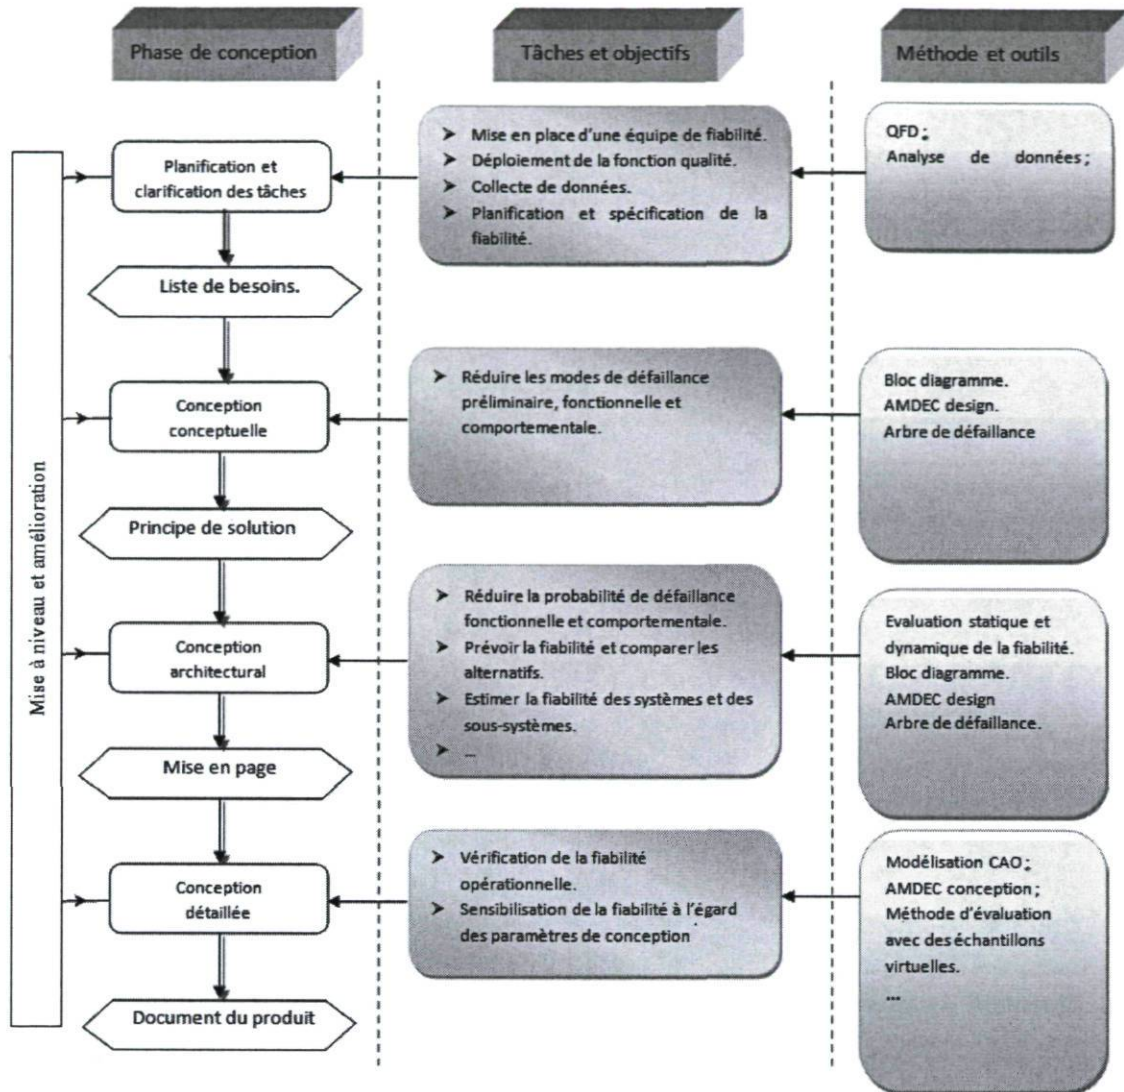 Phase de conception
Tâches et objectifs
Méthode et outils
Mise à niveau et amélioration
Planification et
clarification des tâches
➤ Mise en place d'une équipe de fiabilité.
➤ Déploiement de la fonction qualité.
➤ Collecte de données.
➤ Planification et spécification de la
fiabilité.
QFD;
Analyse de données;
Liste de besoins.
Conception
conceptuelle
➤ Réduire les modes de défaillance
préliminaire, fonctionnelle et
comportementale.
Bloc diagramme.
AMDEC design.
Arbre de défaillance
Principe de solution
Conception
architectural
➤ Réduire la probabilité de défaillance
fonctionnelle et comportementale.
➤ Prévoir la fiabilité et comparer les
alternatifs.
➤ Estimer la fiabilité des systèmes et des
sous-systèmes.
➤ ...
Evaluation statique et
dynamique de la fiabilité.
Bloc diagramme.
AMDEC design
Arbre de défaillance.
Mise en page
Conception
détaillée
➤ Vérification de la fiabilité
opérationnelle.
➤ Sensibilisation de la fiabilité à l'égard
des paramètres de conception
Modélisation CAO;
AMDEC conception;
Méthode d'évaluation
avec des échantillons
virtuelles.
...
Document du produit